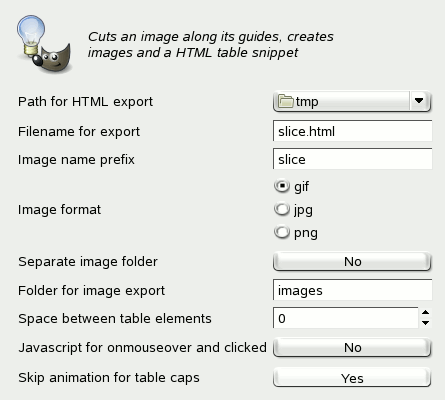 Cuts an image along its guides, creates
images and a HTML table snippet
Path for HTML export tmp
Filename for export slice.html
Image name prefix slice
gif
Image format jpg
png
Separate image folder No
Folder for image export images
Space between table elements 0
Javascript for onmouseover and clicked No
Skip animation for table caps Yes